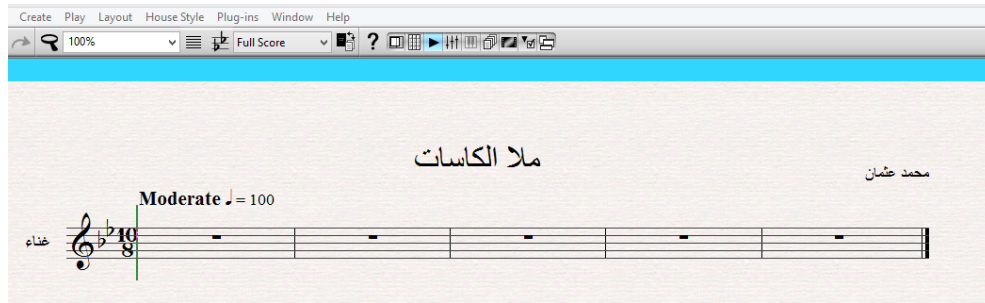 Create Play Layout House Style Plug-ins Window Help
100% Full Score ?
ملا الكاسات
محمد عثمان
Moderate ♩ = 100
غناء
10
8